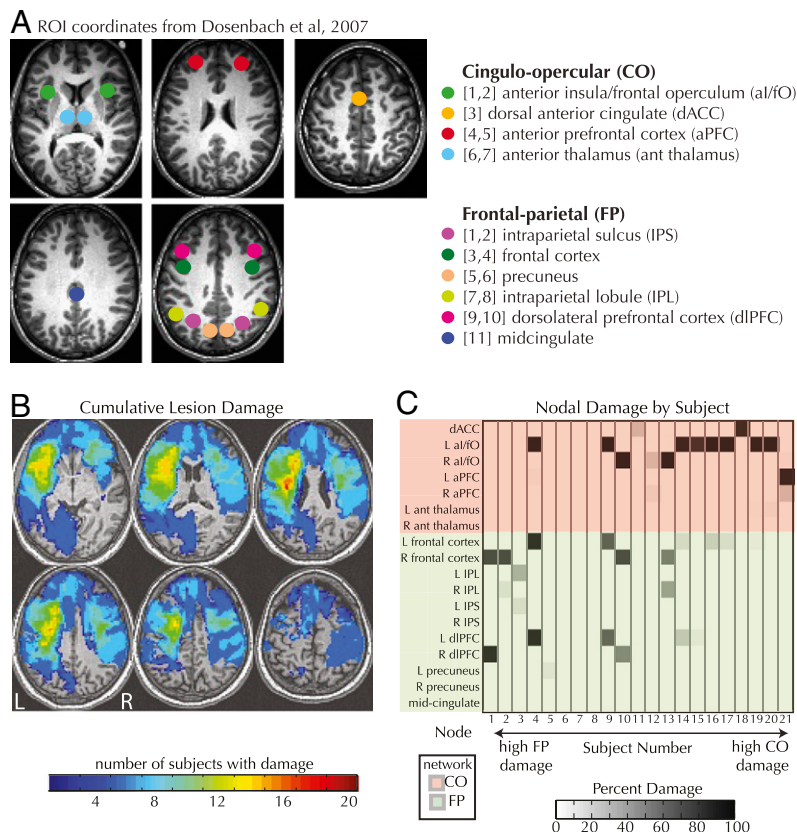 A ROI coordinates from Dosenbach et al, 2007
Cingulo-opercular (CO)
[1,2] anterior insula/frontal operculum (aI/fO)
[3] dorsal anterior cingulate (dACC)
[4,5] anterior prefrontal cortex (aPFC)
[6,7] anterior thalamus (ant thalamus)
Frontal-parietal (FP)
[1,2] intraparietal sulcus (IPS)
[3,4] frontal cortex
[5,6] precuneus
[7,8] intraparietal lobule (IPL)
[9,10] dorsolateral prefrontal cortex (dlPFC)
[11] midcingulate
B Cumulative Lesion Damage
L R
number of subjects with damage
4 8 12 16 20
C Nodal Damage by Subject
dACC
L aI/fO
R aI/fO
L aPFC
R aPFC
L ant thalamus
R ant thalamus
L frontal cortex
R frontal cortex
L IPL
R IPL
L IPS
R IPS
L dlPFC
R dlPFC
L precuneus
R precuneus
mid-cingulate
1 2 3 4 5 6 7 8 9 10 11 12 13 14 15 16 17 18 19 20 21
Node
high FP
damage
Subject Number
high CO
damage
network
CO
FP
Percent Damage
0 20 40 60 80 100